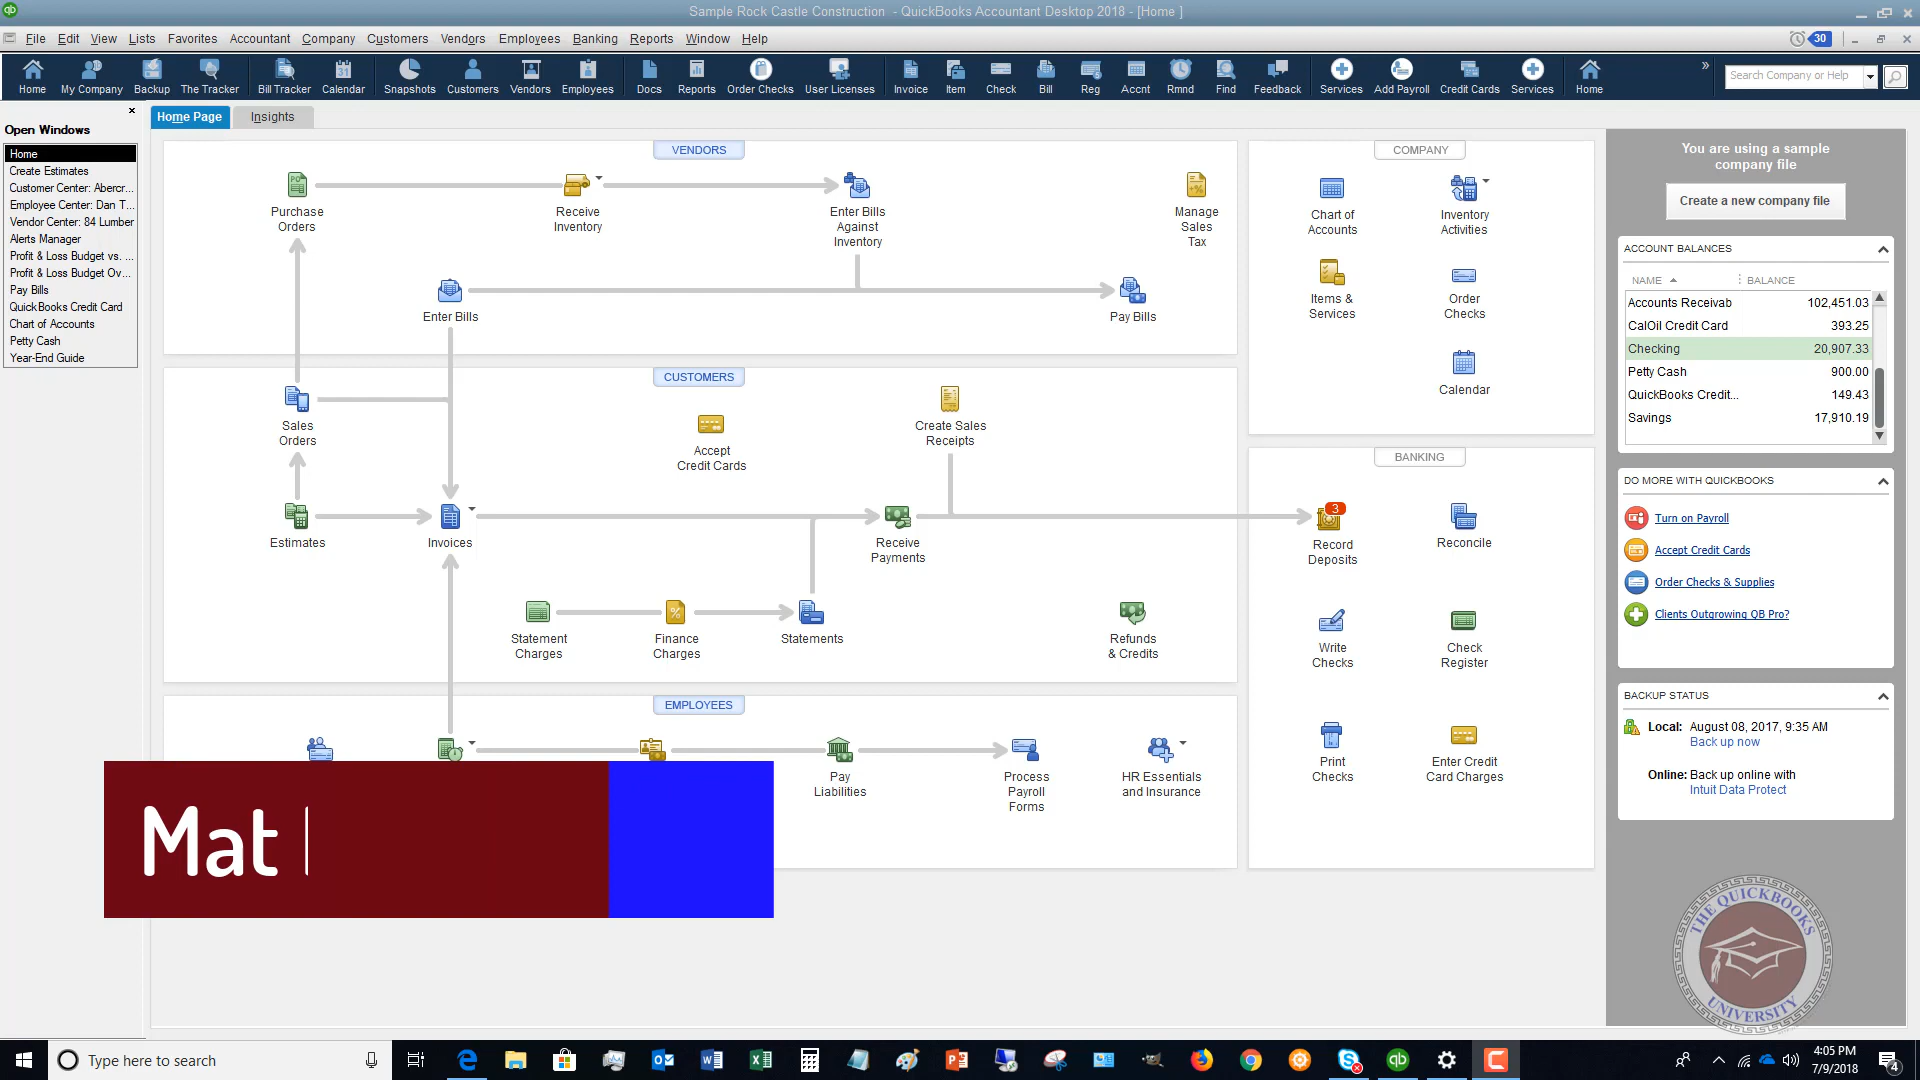 Sample Rock Castle Construction - QuickBooks Accountant Desktop 2018 - [Home ]
File Edit View Lists Favorites Accountant Company Customers Vendors Employees Banking Reports Window Help
30
Home My Company Backup The Tracker Bill Tracker Calendar Snapshots Customers Vendors Employees Docs Reports Order Checks User Licenses Invoice Item Check Bill Reg Accnt Rmnd Find Feedback Services Add Payroll Credit Cards Services Home
Search Company or Help
Open Windows
Home
Create Estimates
Customer Center: Abercr...
Employee Center: Dan T...
Vendor Center: 84 Lumber
Alerts Manager
Profit & Loss Budget vs. ...
Profit & Loss Budget Ov...
Pay Bills
QuickBooks Credit Card
Chart of Accounts
Petty Cash
Year-End Guide
Home Page Insights
VENDORS
Purchase
Orders
Receive
Inventory
Enter Bills
Against
Inventory
Manage
Sales
Tax
Enter Bills
Pay Bills
CUSTOMERS
Sales
Orders
Accept
Credit Cards
Create Sales
Receipts
Estimates
Invoices
Receive
Payments
Statement
Charges
Finance
Charges
Statements
Refunds
& Credits
EMPLOYEES
Pay
Liabilities
Process
Payroll
Forms
HR Essentials
and Insurance
Mat
COMPANY
Chart of
Accounts
Inventory
Activities
Items &
Services
Order
Checks
Calendar
BANKING
3
Record
Deposits
Reconcile
Write
Checks
Check
Register
Print
Checks
Enter Credit
Card Charges
You are using a sample
company file
Create a new company file
ACCOUNT BALANCES
NAME BALANCE
Accounts Receivab 102,451.03
CalOil Credit Card 393.25
Checking 20,907.33
Petty Cash 900.00
QuickBooks Credit... 149.43
Savings 17,910.19
DO MORE WITH QUICKBOOKS
Turn on Payroll
Accept Credit Cards
Order Checks & Supplies
Clients Outgrowing QB Pro?
BACKUP STATUS
Local: August 08, 2017, 9:35 AM
Back up now
Online: Back up online with
Intuit Data Protect
THE QUICKBOOKS
UNIVERSITY
Type here to search
4:05 PM
7/9/2018
4